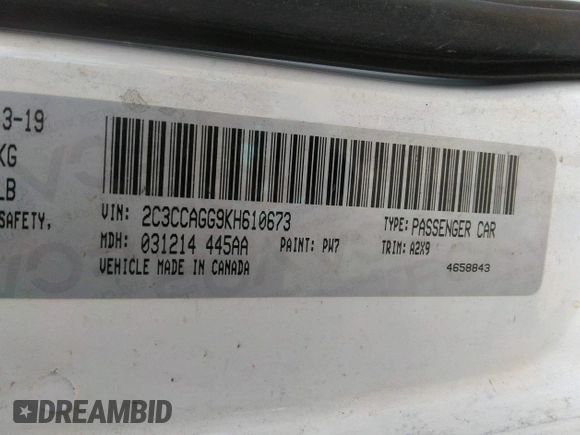 3-19
KG
LB
SAFETY,
VIN: 2C3CCAGG9KH610673
TYPE: PASSENGER CAR
MDH: 031214 445AA
PAINT: PW7
TRIM: A2X9
VEHICLE MADE IN CANADA
4658843
DREAMBID